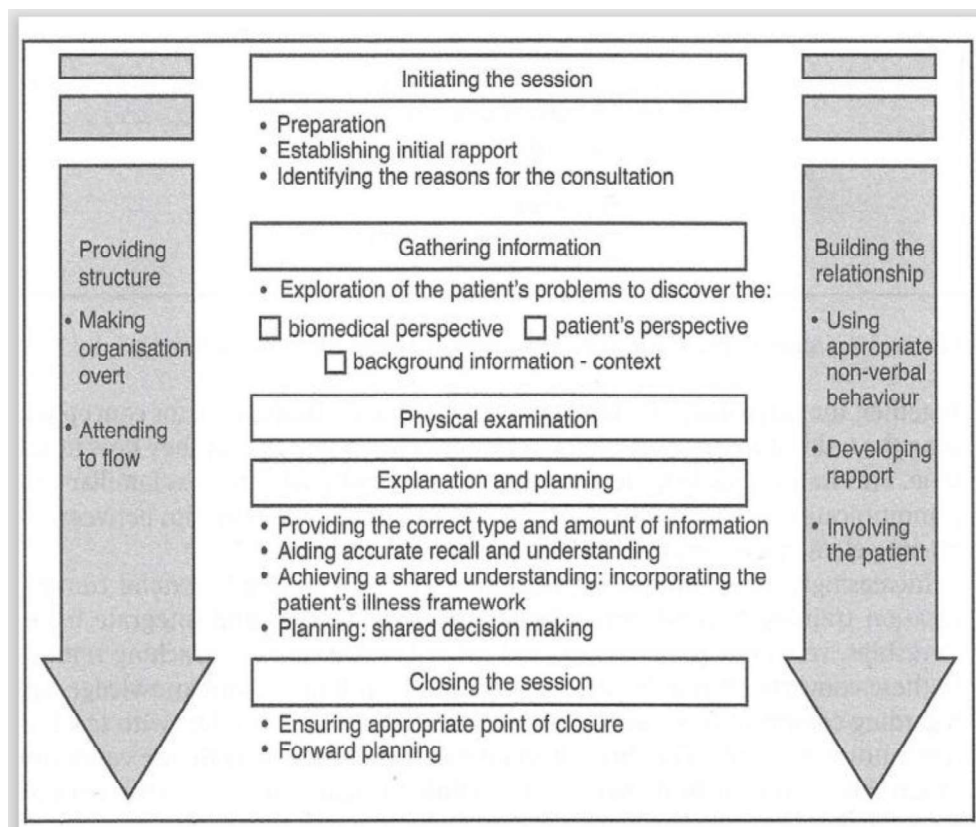 Initiating the session
• Preparation
• Establishing initial rapport
• Identifying the reasons for the consultation
Providing
structure
• Making
organisation
overt
• Attending
to flow
Gathering information
• Exploration of the patient's problems to discover the:
biomedical perspective
patient's perspective
background information - context
Physical examination
Explanation and planning
• Providing the correct type and amount of information
• Aiding accurate recall and understanding
• Achieving a shared understanding: incorporating the
patient's illness framework
• Planning: shared decision making
Closing the session
• Ensuring appropriate point of closure
• Forward planning
Building the
relationship
• Using
appropriate
non-verbal
behaviour
• Developing
rapport
• Involving
the patient